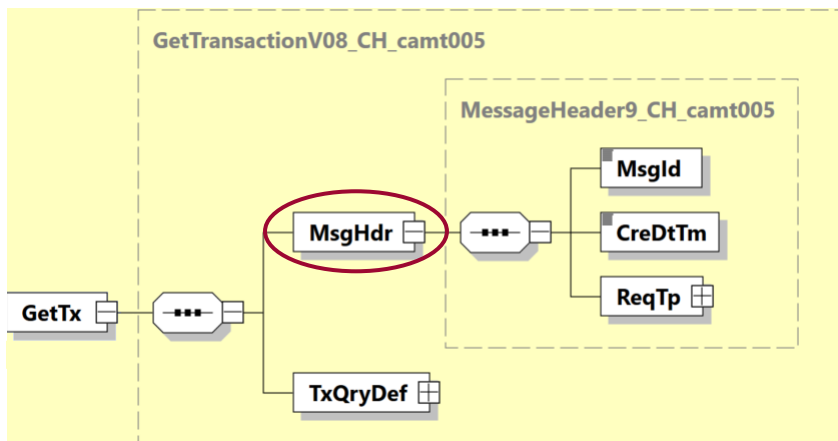 GetTransactionV08_CH_camt005
MessageHeader9_CH_camt005
MsgId
MsgHdr
CreDtTm
ReqTp
GetTx
TxQryDef